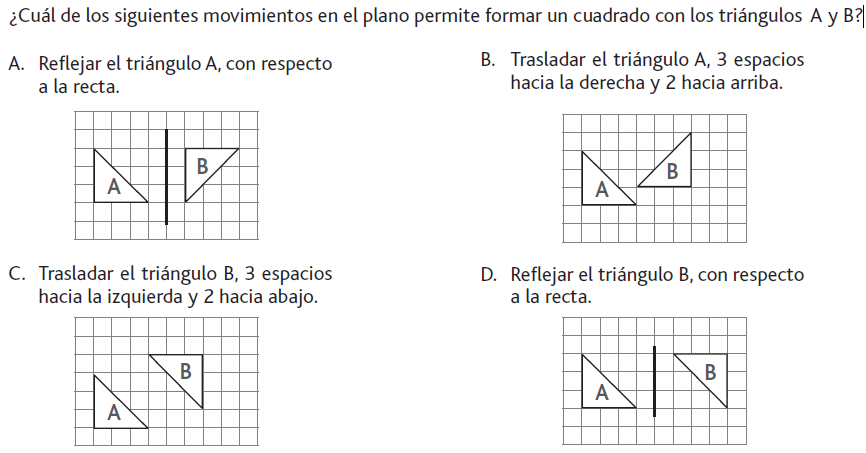 ¿Cuál de los siguientes movimientos en el plano permite formar un cuadrado con los triángulos A y B?
A. Reflejar el triángulo A, con respecto
a la recta.
A
B
B. Trasladar el triángulo A, 3 espacios
hacia la derecha y 2 hacia arriba.
A
B
C. Trasladar el triángulo B, 3 espacios
hacia la izquierda y 2 hacia abajo.
A
B
D. Reflejar el triángulo B, con respecto
a la recta.
A
B